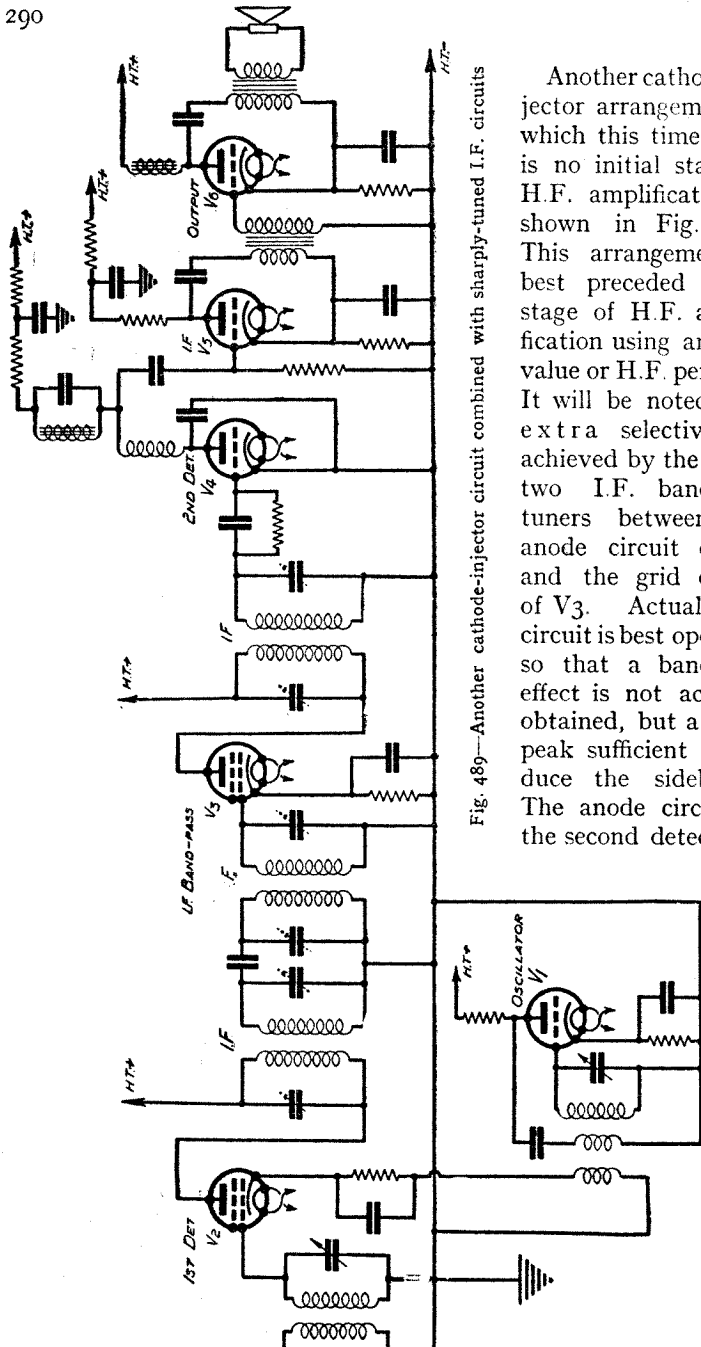 290
Another catho
jector arrangeme
which this time
is no initial sta
H.F. amplificat
shown in Fig.
This arrangeme
best preceded
stage of H.F. a
fication using an
value or H.F. per
It will be noted
extra selectiv
achieved by the
two I.F. band
tuners between
anode circuit o
and the grid c
of V3. Actual
circuit is best ope
so that a band
effect is not ac
obtained, but a
peak sufficient
duce the sideb
The anode circ
the second detec
Fig. 489—Another cathode-injector circuit combined with sharply-tuned I.F. circuits
H.T.+
H.T.+
H.T.+
H.T.-
OUTPUT
V6
I.F
V5
2ND DET.
V4
I.F
H.T.+
V3
I.F. BAND-PASS
F.
I.F
H.T.+
1ST DET
V2
H.T.+
OSCILLATOR
V1